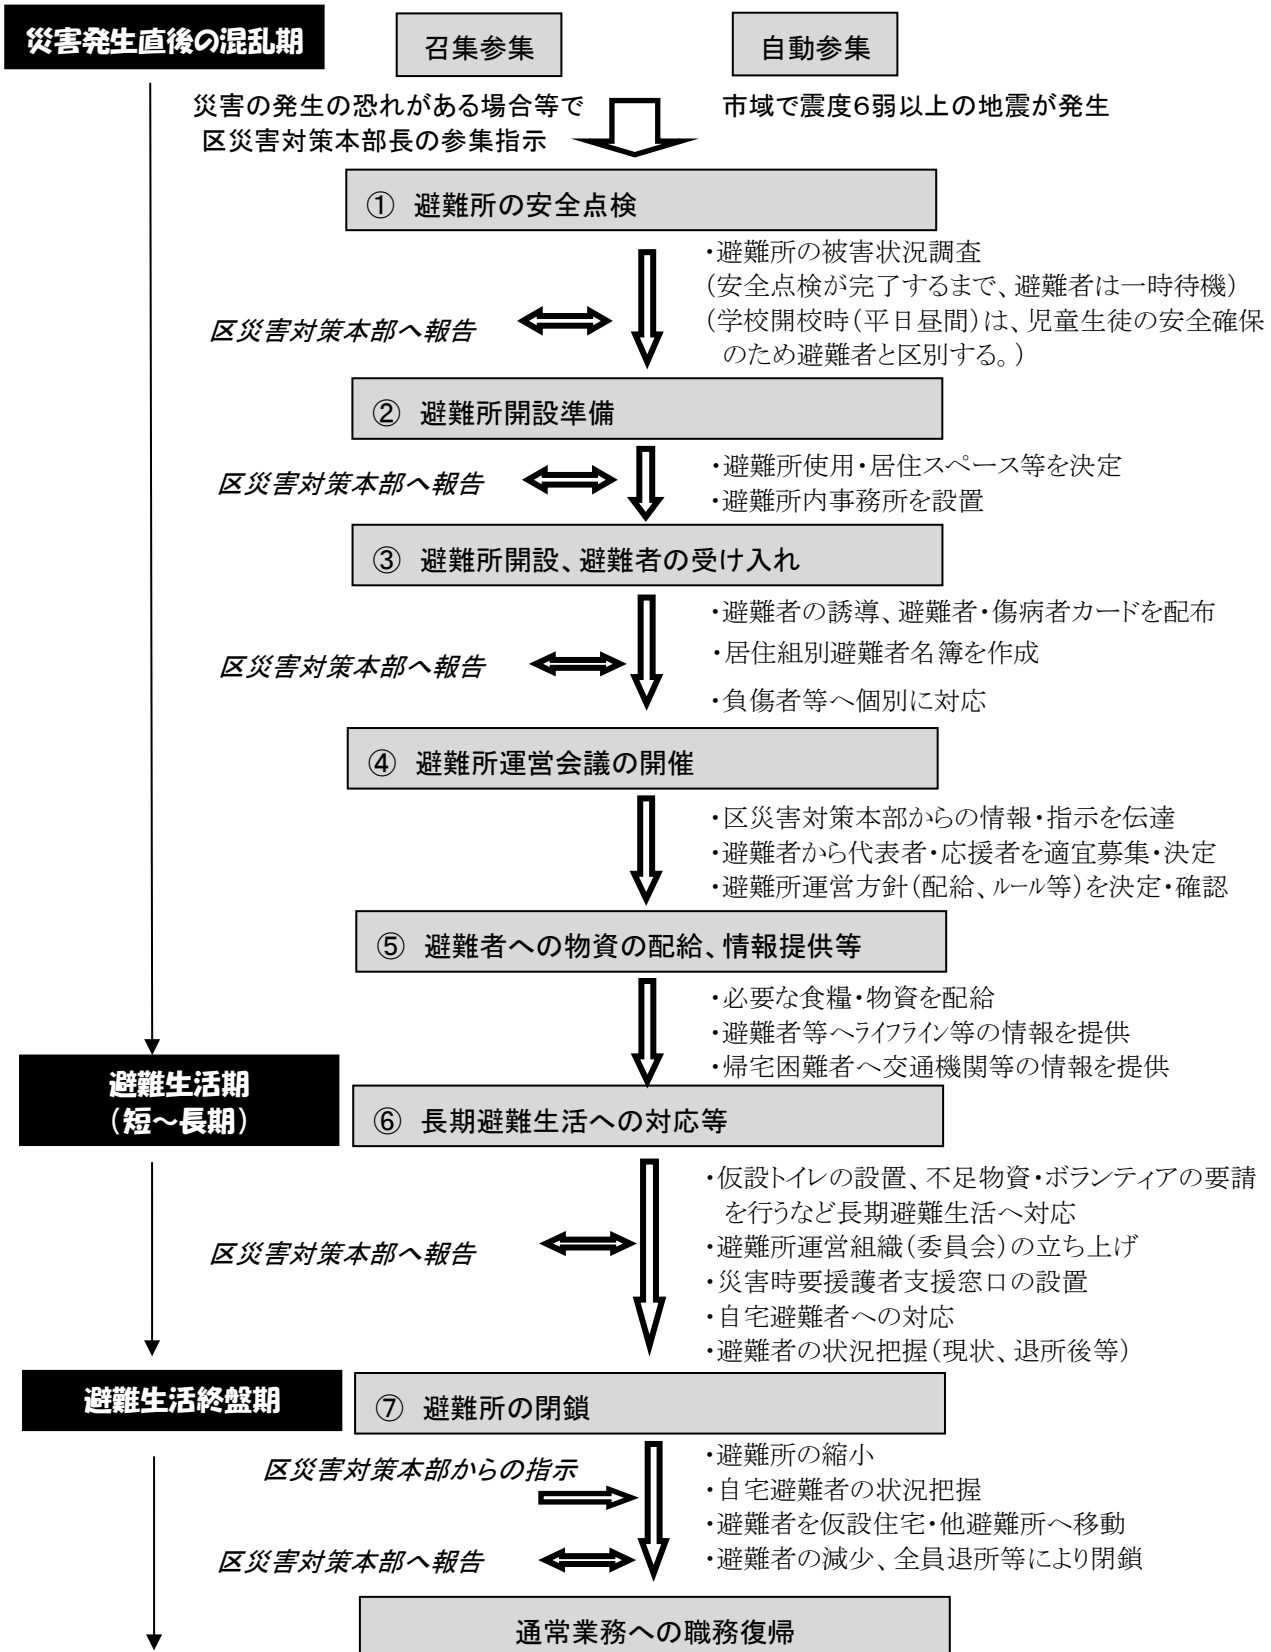 災害発生直後の混乱期
召集参集
自動参集
災害の発生の恐れがある場合等で
区災害対策本部長の参集指示
市域で震度6弱以上の地震が発生
① 避難所の安全点検
・避難所の被害状況調査
(安全点検が完了するまで、避難者は一時待機)
(学校開校時(平日昼間)は、児童生徒の安全確保
のため避難者と区別する。)
区災害対策本部へ報告
② 避難所開設準備
・避難所使用・居住スペース等を決定
・避難所内事務所を設置
区災害対策本部へ報告
③ 避難所開設、避難者の受け入れ
・避難者の誘導、避難者・傷病者カードを配布
・居住組別避難者名簿を作成
・負傷者等へ個別に対応
区災害対策本部へ報告
④ 避難所運営会議の開催
・区災害対策本部からの情報・指示を伝達
・避難者から代表者・応援者を適宜募集・決定
・避難所運営方針(配給、ルール等)を決定・確認
⑤ 避難者への物資の配給、情報提供等
・必要な食糧・物資を配給
・避難者等へライフライン等の情報を提供
・帰宅困難者へ交通機関等の情報を提供
避難生活期
(短~長期)
⑥ 長期避難生活への対応等
・仮設トイレの設置、不足物資・ボランティアの要請
を行うなど長期避難生活へ対応
・避難所運営組織(委員会)の立ち上げ
・災害時要援護者支援窓口の設置
・自宅避難者への対応
・避難者の状況把握(現状、退所後等)
区災害対策本部へ報告
避難生活終盤期
⑦ 避難所の閉鎖
・避難所の縮小
・自宅避難者の状況把握
・避難者を仮設住宅・他避難所へ移動
・避難者の減少、全員退所等により閉鎖
区災害対策本部からの指示
区災害対策本部へ報告
通常業務への職務復帰